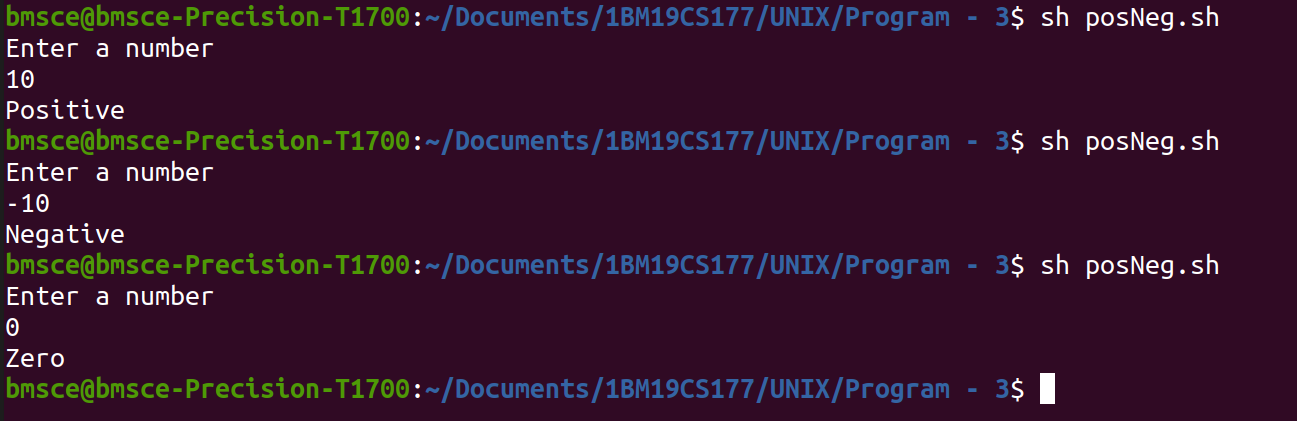 bmsce@bmsce-Precision-T1700:~/Documents/1BM19CS177/UNIX/Program - 3$ sh posNeg.sh
Enter a number
10
Positive
bmsce@bmsce-Precision-T1700:~/Documents/1BM19CS177/UNIX/Program - 3$ sh posNeg.sh
Enter a number
-10
Negative
bmsce@bmsce-Precision-T1700:~/Documents/1BM19CS177/UNIX/Program - 3$ sh posNeg.sh
Enter a number
0
Zero
bmsce@bmsce-Precision-T1700:~/Documents/1BM19CS177/UNIX/Program - 3$